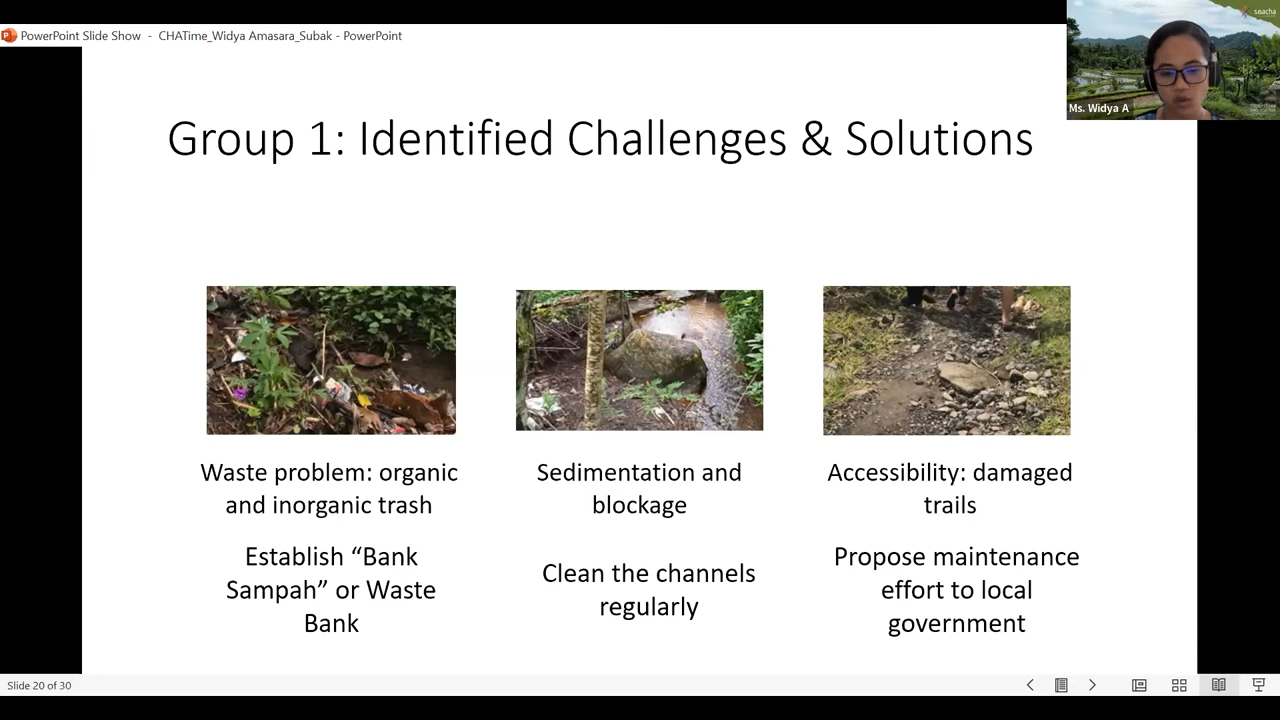 PowerPoint Slide Show - CHATime_Widya Amasara_Subak - PowerPoint
seacha
Ms. Widya A
Group 1: Identified Challenges & Solutions
Waste problem: organic
and inorganic trash
Establish “Bank
Sampah” or Waste
Bank
Sedimentation and
blockage
Clean the channels
regularly
Accessibility: damaged
trails
Propose maintenance
effort to local
government
Slide 20 of 30